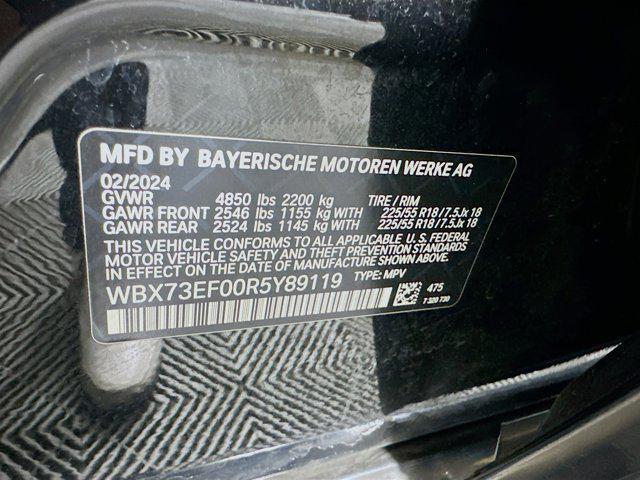 MFD BY BAYERISCHE MOTOREN WERKE AG
02/2024
GVWR 4850 lbs 2200 kg TIRE / RIM
GAWR FRONT 2546 lbs 1155 kg WITH 225/55 R18 / 7.5Jx 18
GAWR REAR 2524 lbs 1145 kg WITH 225/55 R18 / 7.5Jx 18
THIS VEHICLE CONFORMS TO ALL APPLICABLE U. S. FEDERAL
MOTOR VEHICLE SAFETY AND THEFT PREVENTION STANDARDS
IN EFFECT ON THE DATE OF MANUFACTURE SHOWN ABOVE.
WBX73EF00R5Y89119 TYPE: MPV
475
7 320 730